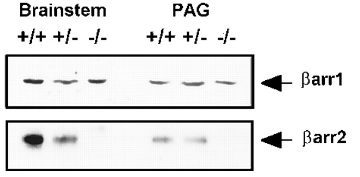 Brainstem PAG
+/+ +/- -/- +/+ +/- -/-
βarr1
βarr2